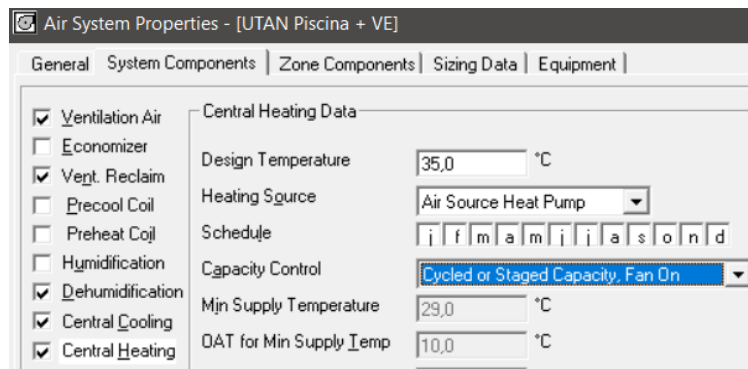 Air System Properties - [UTAN Piscina + VE]
General System Components Zone Components Sizing Data Equipment
Ventilation Air
Economizer
Vent. Reclaim
Precool Coil
Preheat Coil
Humidification
Dehumidification
Central Cooling
Central Heating
Central Heating Data
Design Temperature 35,0 °C
Heating Source Air Source Heat Pump
Schedule j f m a m j j a s o n d
Capacity Control Cycled or Staged Capacity, Fan On
Min Supply Temperature 29,0 °C
OAT for Min Supply Temp 10,0 °C